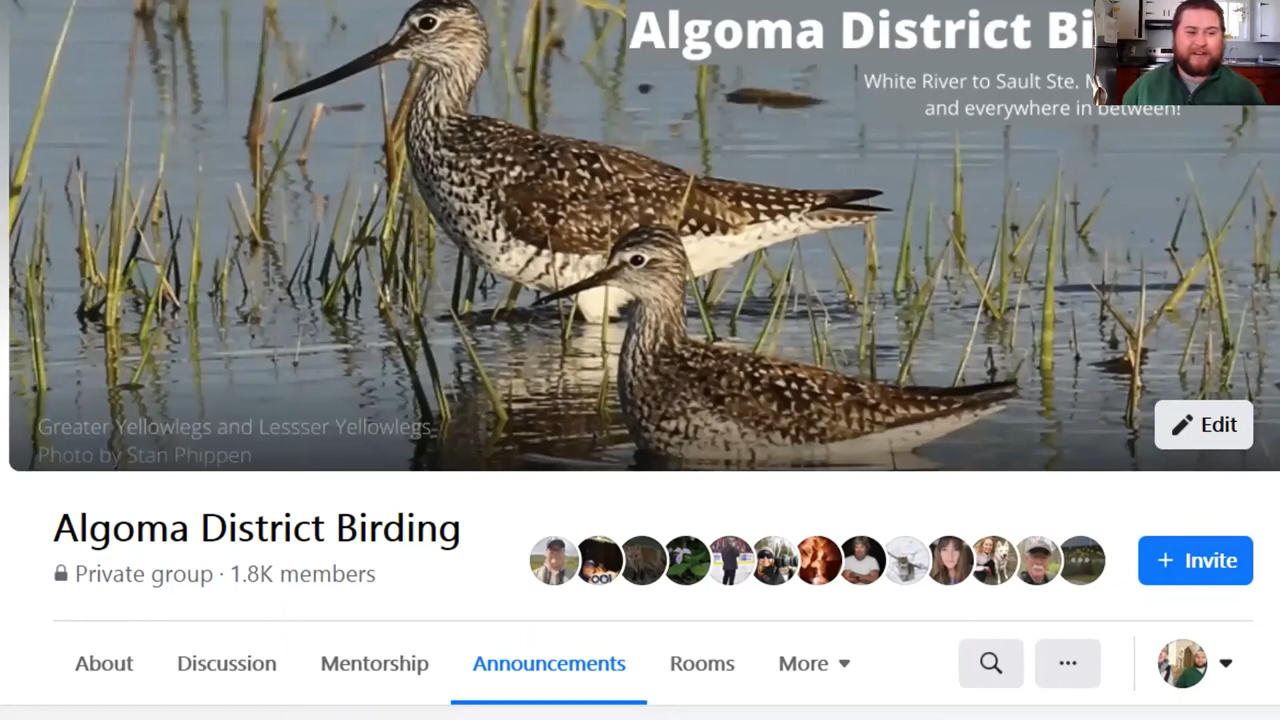 Algoma District Bi
White River to Sault Ste.
and everywhere in between!
Greater Yellowlegs and Lessser Yellowlegs
Photo by Stan Phippen
Edit
Algoma District Birding
Private group · 1.8K members
+ Invite
About Discussion Mentorship Announcements Rooms More